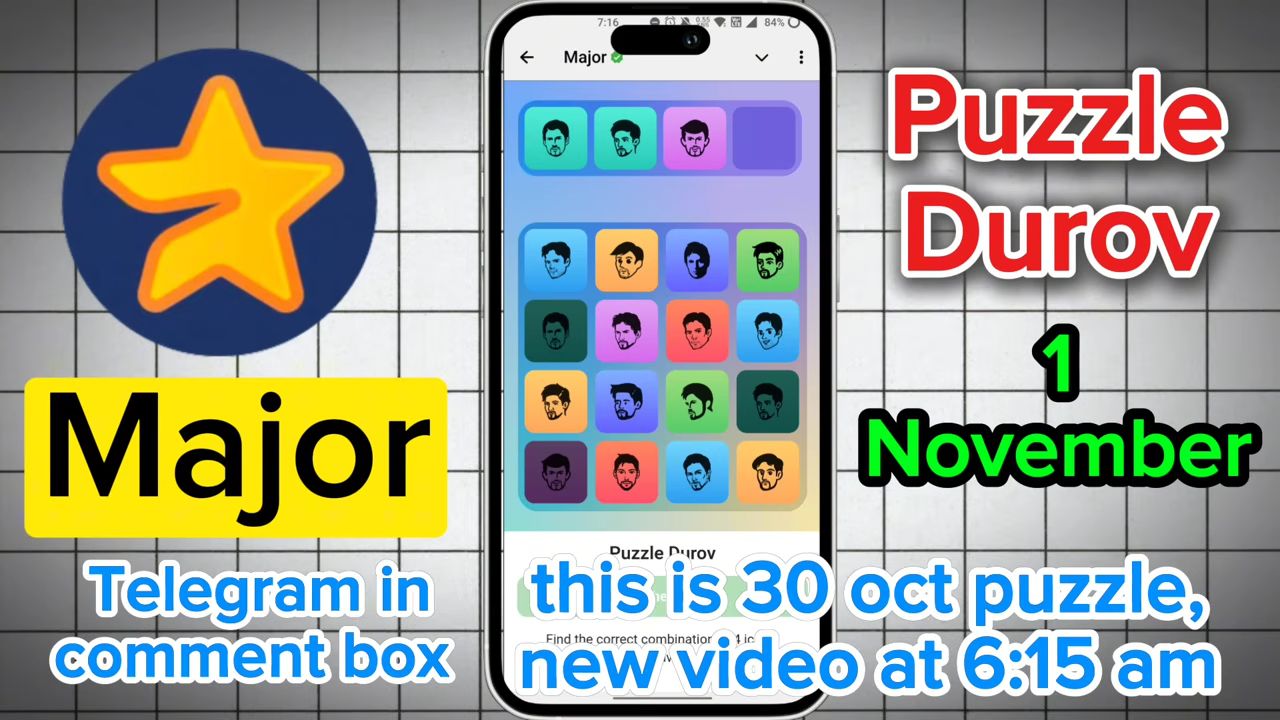 7:16
84%
Major
Puzzle
Durov
1
November
Major
Puzzle Durov
Find the correct combination
Telegram in
comment box
this is 30 oct puzzle,
new video at 6:15 am